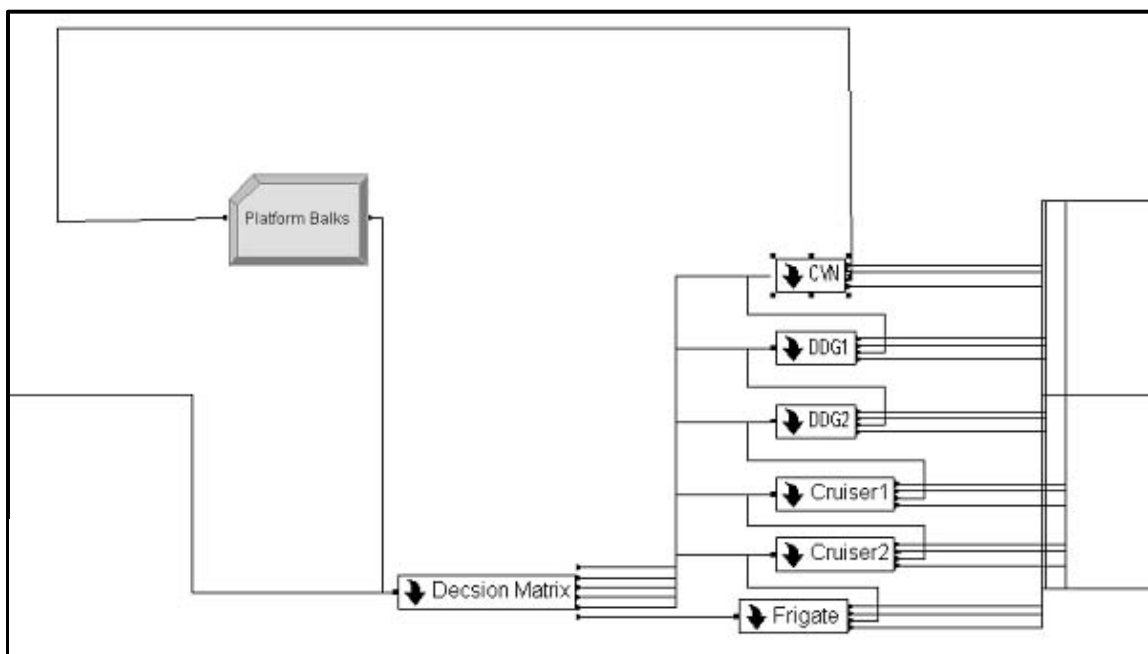 Platform Balks
CVN
DDG1
DDG2
Cruiser1
Cruiser2
Decsion Matrix
Frigate